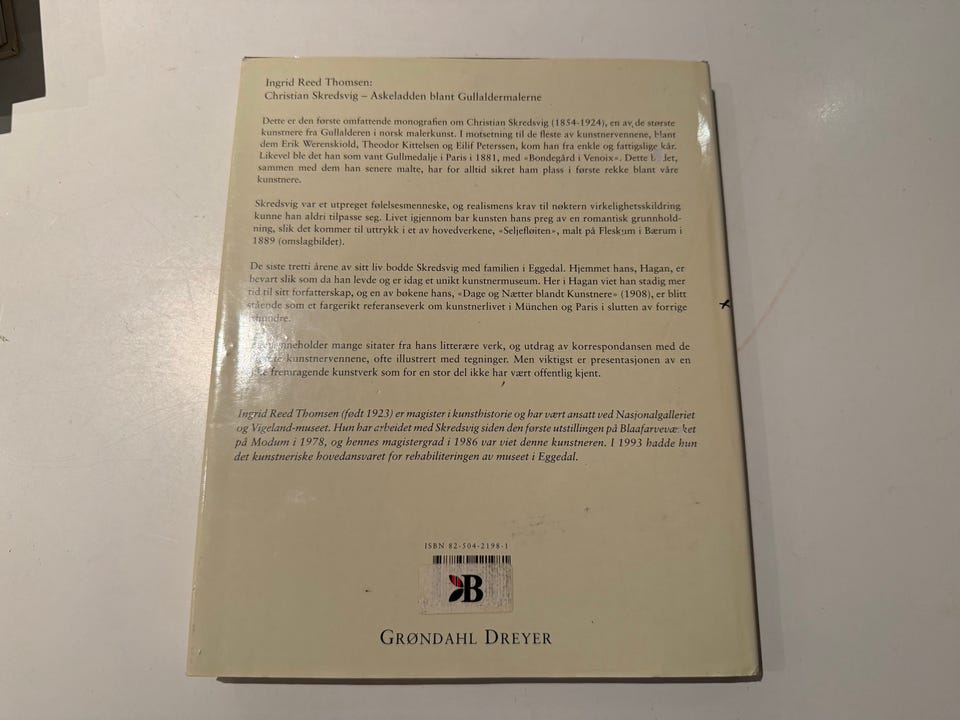 Ingrid Reed Thomsen:
Christian Skredsvig – Askeladden blant Gullaldermalerne
Dette er den første omfattende monografien om Christian Skredsvig (1854-1924), en av de største
kunstnere fra Gullalderen i norsk malerkunst. I motsetning til de fleste av kunstnervennene, blant
dem Erik Werenskiold, Theodor Kittelsen og Eilif Peterssen, kom han fra enkle og fattigslige kår.
Likevel ble det han som vant Gullmedalje i Paris i 1881, med «Bondegård i Venoix». Dette
sammen med dem han senere malte, har for alltid sikret ham plass i første rekke blant våre
kunstnere.
Skredsvig var et utpreget følelsesmenneske, og realismens krav til nøktern virkelighetsskildring
kunne han aldri tilpasse seg. Livet igjennom bar kunsten hans preg av en romantisk grunnhold-
ning, slik det kommer til uttrykk i et av hovedverkene, «Seljefløiten», malt på Fleskum i Bærum i
1889 (omslagbildet).
De siste tretti årene av sitt liv bodde Skredsvig med familien i Eggedal. Hjemmet hans, Hagan, er
bevart slik som da han levde og er idag et unikt kunstnermuseum. Her i Hagan viet han stadig mer
tid til sitt forfatterskap, og en av bøkene hans, «Dage og Nætter blandt Kunstnere» (1908), er blitt
stående som et fargerikt referanseverk om kunstnerlivet i München og Paris i slutten av forrige
inneholder mange sitater fra hans litterære verk, og utdrag av korrespondansen med de
kunstnervennene, ofte illustrert med tegninger. Men viktigst er presentasjonen av en
fremragende kunstverk som for en stor del ikke har vært offentlig kjent.
Ingrid Reed Thomsen (født 1923) er magister i kunsthistorie og har vært ansatt ved Nasjonalgalleriet
og Vigeland-museet. Hun har arbeidet med Skredsvig siden den første utstillingen på Blaafarveværket
på Modum i 1978, og hennes magistergrad i 1986 var viet denne kunstneren. I 1993 hadde hun
det kunstneriske hovedansvaret for rehabiliteringen av museet i Eggedal.
ISBN 82-504-2198-1
B
GRØNDAHL DREYER